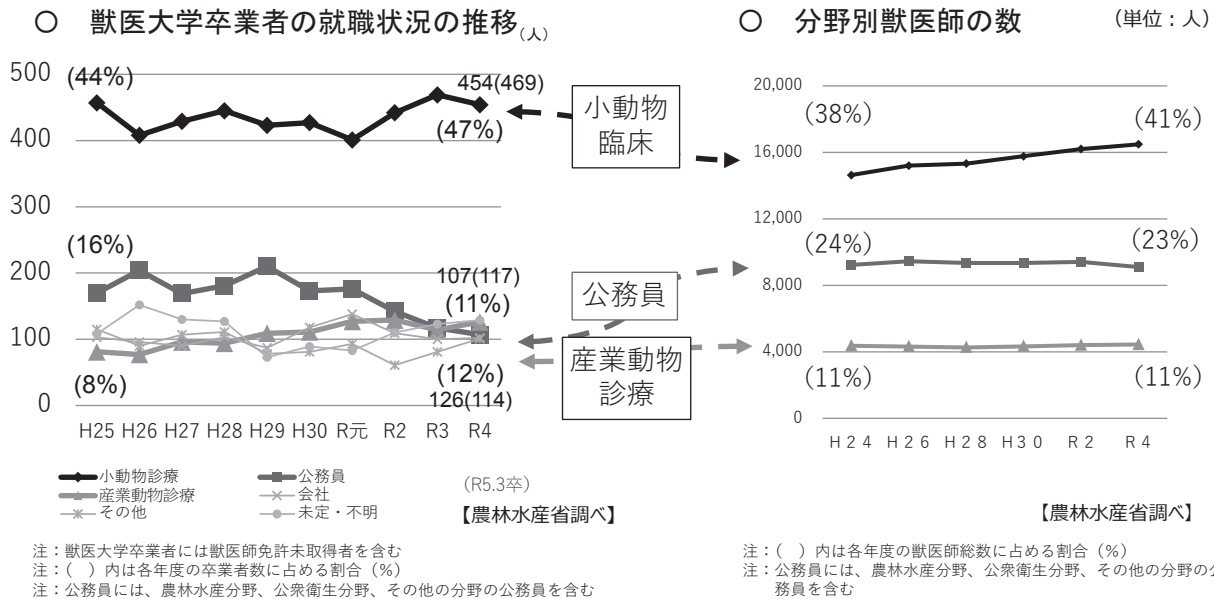 ○ 獣医大学卒業者の就職状況の推移(人)
500
400
300
200
100
0
(44%)
454(469)
(47%)
(16%)
107(117)
(11%)
(8%)
(12%)
126(114)
H25 H26 H27 H28 H29 H30 R元 R2 R3 R4
小動物診療 公務員
産業動物診療 会社
その他 未定・不明
(R5.3卒)
【農林水産省調べ】
注：獣医大学卒業者には獣医師免許未取得者を含む
注：( ) 内は各年度の卒業者数に占める割合（%）
注：公務員には、農林水産分野、公衆衛生分野、その他の分野の公務員を含む
小動物
臨床
公務員
産業動物
診療
○ 分野別獣医師の数 （単位：人）
20,000
16,000
12,000
8,000
4,000
0
(38%)
(41%)
(24%)
(23%)
(11%)
(11%)
H24 H26 H28 H30 R2 R4
【農林水産省調べ】
注：( ) 内は各年度の獣医師総数に占める割合（%）
注：公務員には、農林水産分野、公衆衛生分野、その他の分野の公
務員を含む